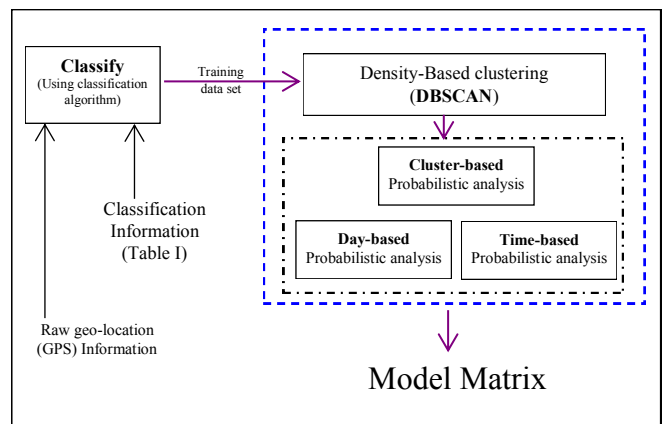 Classify
(Using classification
algorithm)
Training
data set
Density-Based clustering
(DBSCAN)
Cluster-based
Probabilistic analysis
Day-based
Probabilistic analysis
Time-based
Probabilistic analysis
Classification
Information
(Table I)
Raw geo-location
(GPS) Information
Model Matrix